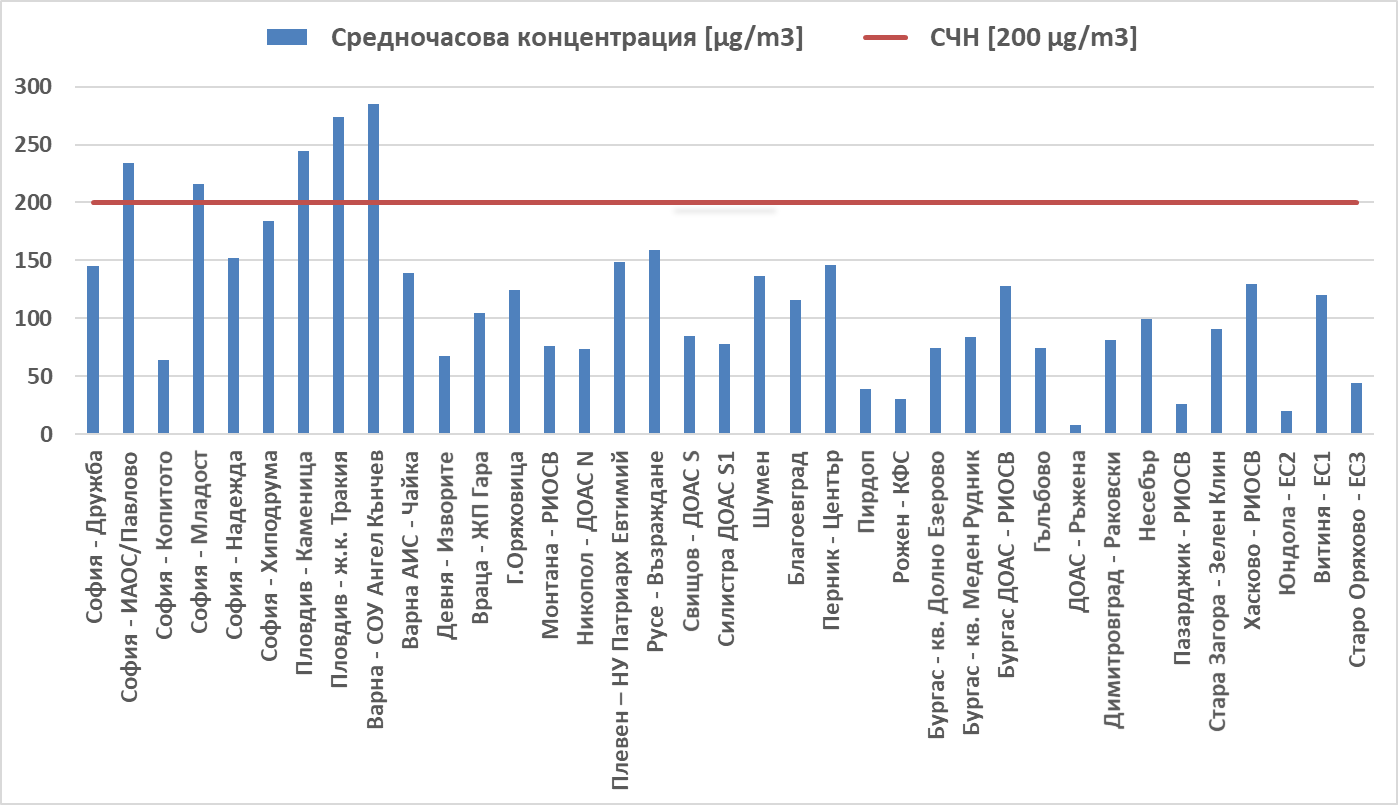 Средночасова концентрация [µg/m3]
СЧН [200 µg/m3]
300
250
200
150
100
50
0
София - Дружба
София - ИАОС/Павлово
София - Копитото
София - Младост
София - Надежда
София - Хиподрума
Пловдив - Каменица
Пловдив - ж.к. Тракия
Варна - СОУ Ангел Кънчев
Варна АИС - Чайка
Девня - Изворите
Враца - ЖП Гара
Г.Оряховица
Монтана - РИОСВ
Никопол - ДОАС N
Плевен – НУ Патриарх Евтимий
Русе - Възраждане
Свищов - ДОАС S
Силистра ДОАС S1
Шумен
Благоевград
Перник - Център
Пирдоп
Рожен - КФС
Бургас - кв. Долно Езерово
Бургас - кв. Меден Рудник
Бургас ДОАС - РИОСВ
Гълъбово
ДОАС - Ръжена
Димитровград - Раковски
Несебър
Пазарджик - РИОСВ
Стара Загора - Зелен Клин
Хасково - РИОСВ
Юндола - ЕС2
Витиня - ЕС1
Старо Оряхово - ЕС3